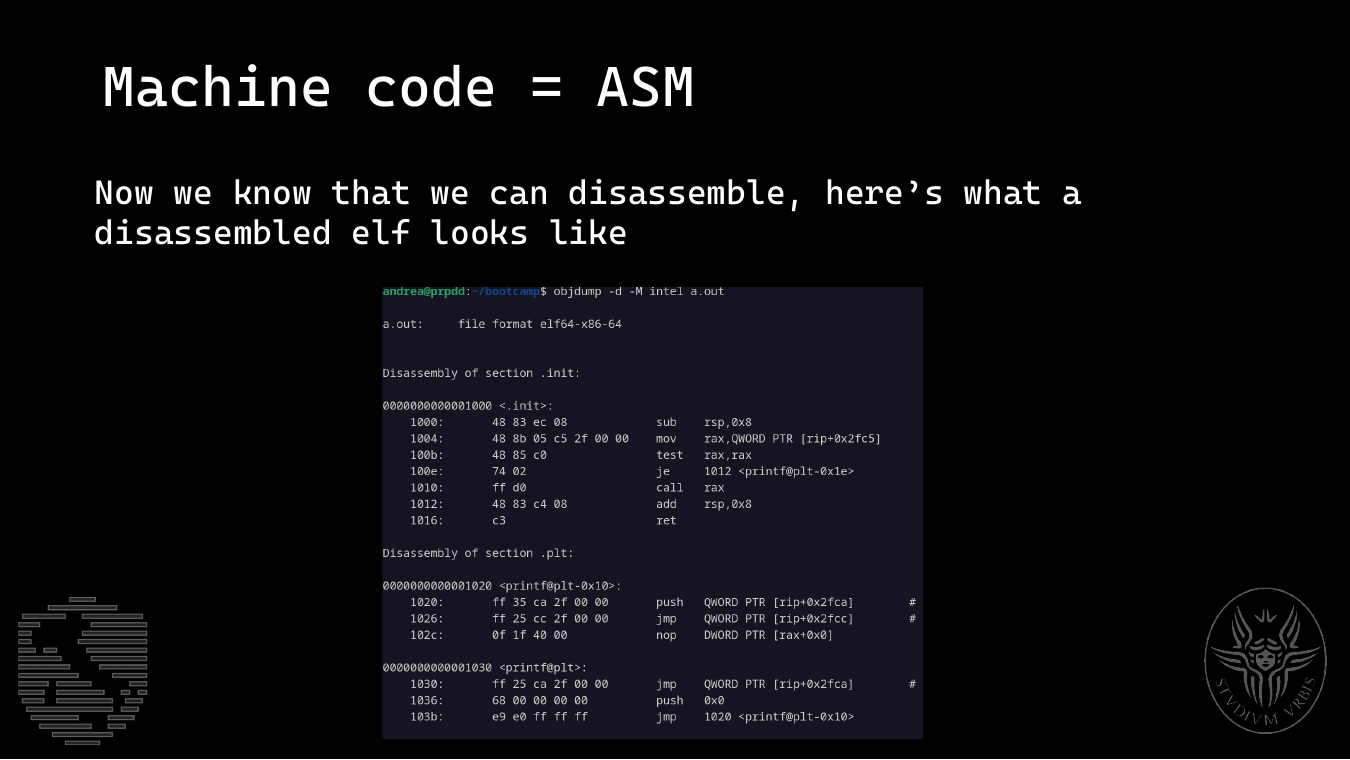 Machine code = ASM
Now we know that we can disassemble, here’s what a
disassembled elf looks like
andrea@prpdd:~/bootcamp$ objdump -d -M intel a.out
a.out:     file format elf64-x86-64
Disassembly of section .init:
0000000000001000 <.init>:
    1000:       48 83 ec 08             sub    rsp,0x8
    1004:       48 8b 05 c5 2f 00 00    mov    rax,QWORD PTR [rip+0x2fc5]
    100b:       48 85 c0                test   rax,rax
    100e:       74 02                   je     1012 <printf@plt-0x1e>
    1010:       ff d0                   call   rax
    1012:       48 83 c4 08             add    rsp,0x8
    1016:       c3                      ret
Disassembly of section .plt:
0000000000001020 <printf@plt-0x10>:
    1020:       ff 35 ca 2f 00 00       push   QWORD PTR [rip+0x2fca]        #
    1026:       ff 25 cc 2f 00 00       jmp    QWORD PTR [rip+0x2fcc]        #
    102c:       0f 1f 40 00             nop    DWORD PTR [rax+0x0]
0000000000001030 <printf@plt>:
    1030:       ff 25 ca 2f 00 00       jmp    QWORD PTR [rip+0x2fca]        #
    1036:       68 00 00 00 00          push   0x0
    103b:       e9 e0 ff ff ff          jmp    1020 <printf@plt-0x10>
STVDIVM VRBIS